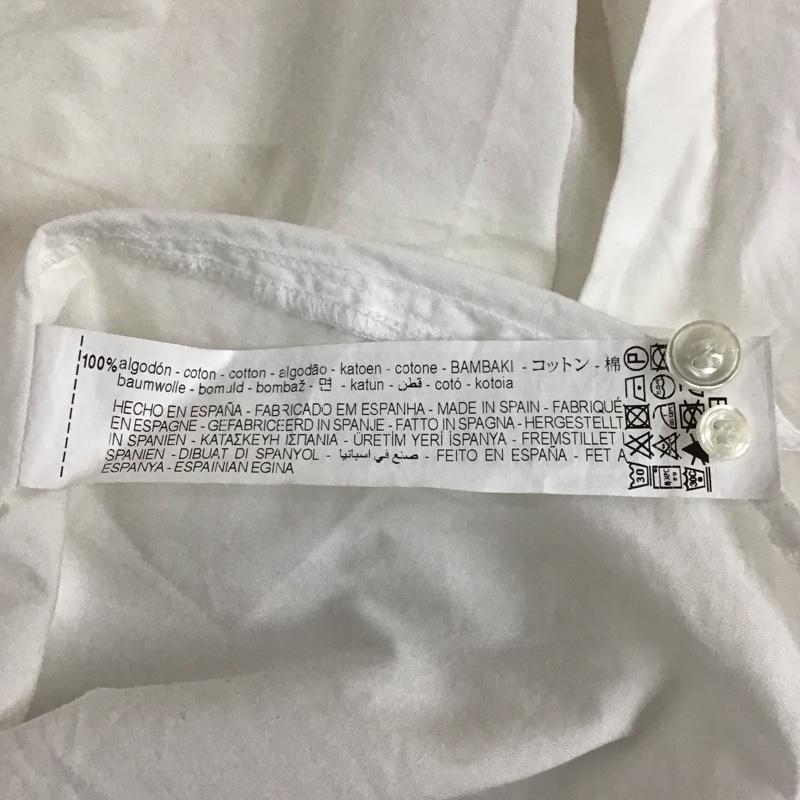 100% algodón - coton - cotton - algodão - katoen - cotone - BAMBAKI - コットン - 棉
baumwolle - bomuld - bombaž - 면 - katun - قطن - cotó - kotoia
HECHO EN ESPAÑA - FABRICADO EM ESPANHA - MADE IN SPAIN - FABRIQUÉ
EN ESPAGNE - GEFABRICEERD IN SPANJE - FATTO IN SPAGNA - HERGESTELLT
IN SPANIEN - ΚΑΤΑΣΚΕΥΗ ΙΣΠΑΝΙΑ - ÜRETİM YERİ İSPANYA - FREMSTILLET I
SPANIEN - DIBUAT DI SPANYOL - صنع في اسبانيا - FEITO EN ESPAÑA - FET A
ESPANYA - ESPAINIAN EGINA
P
30
30°C
30C